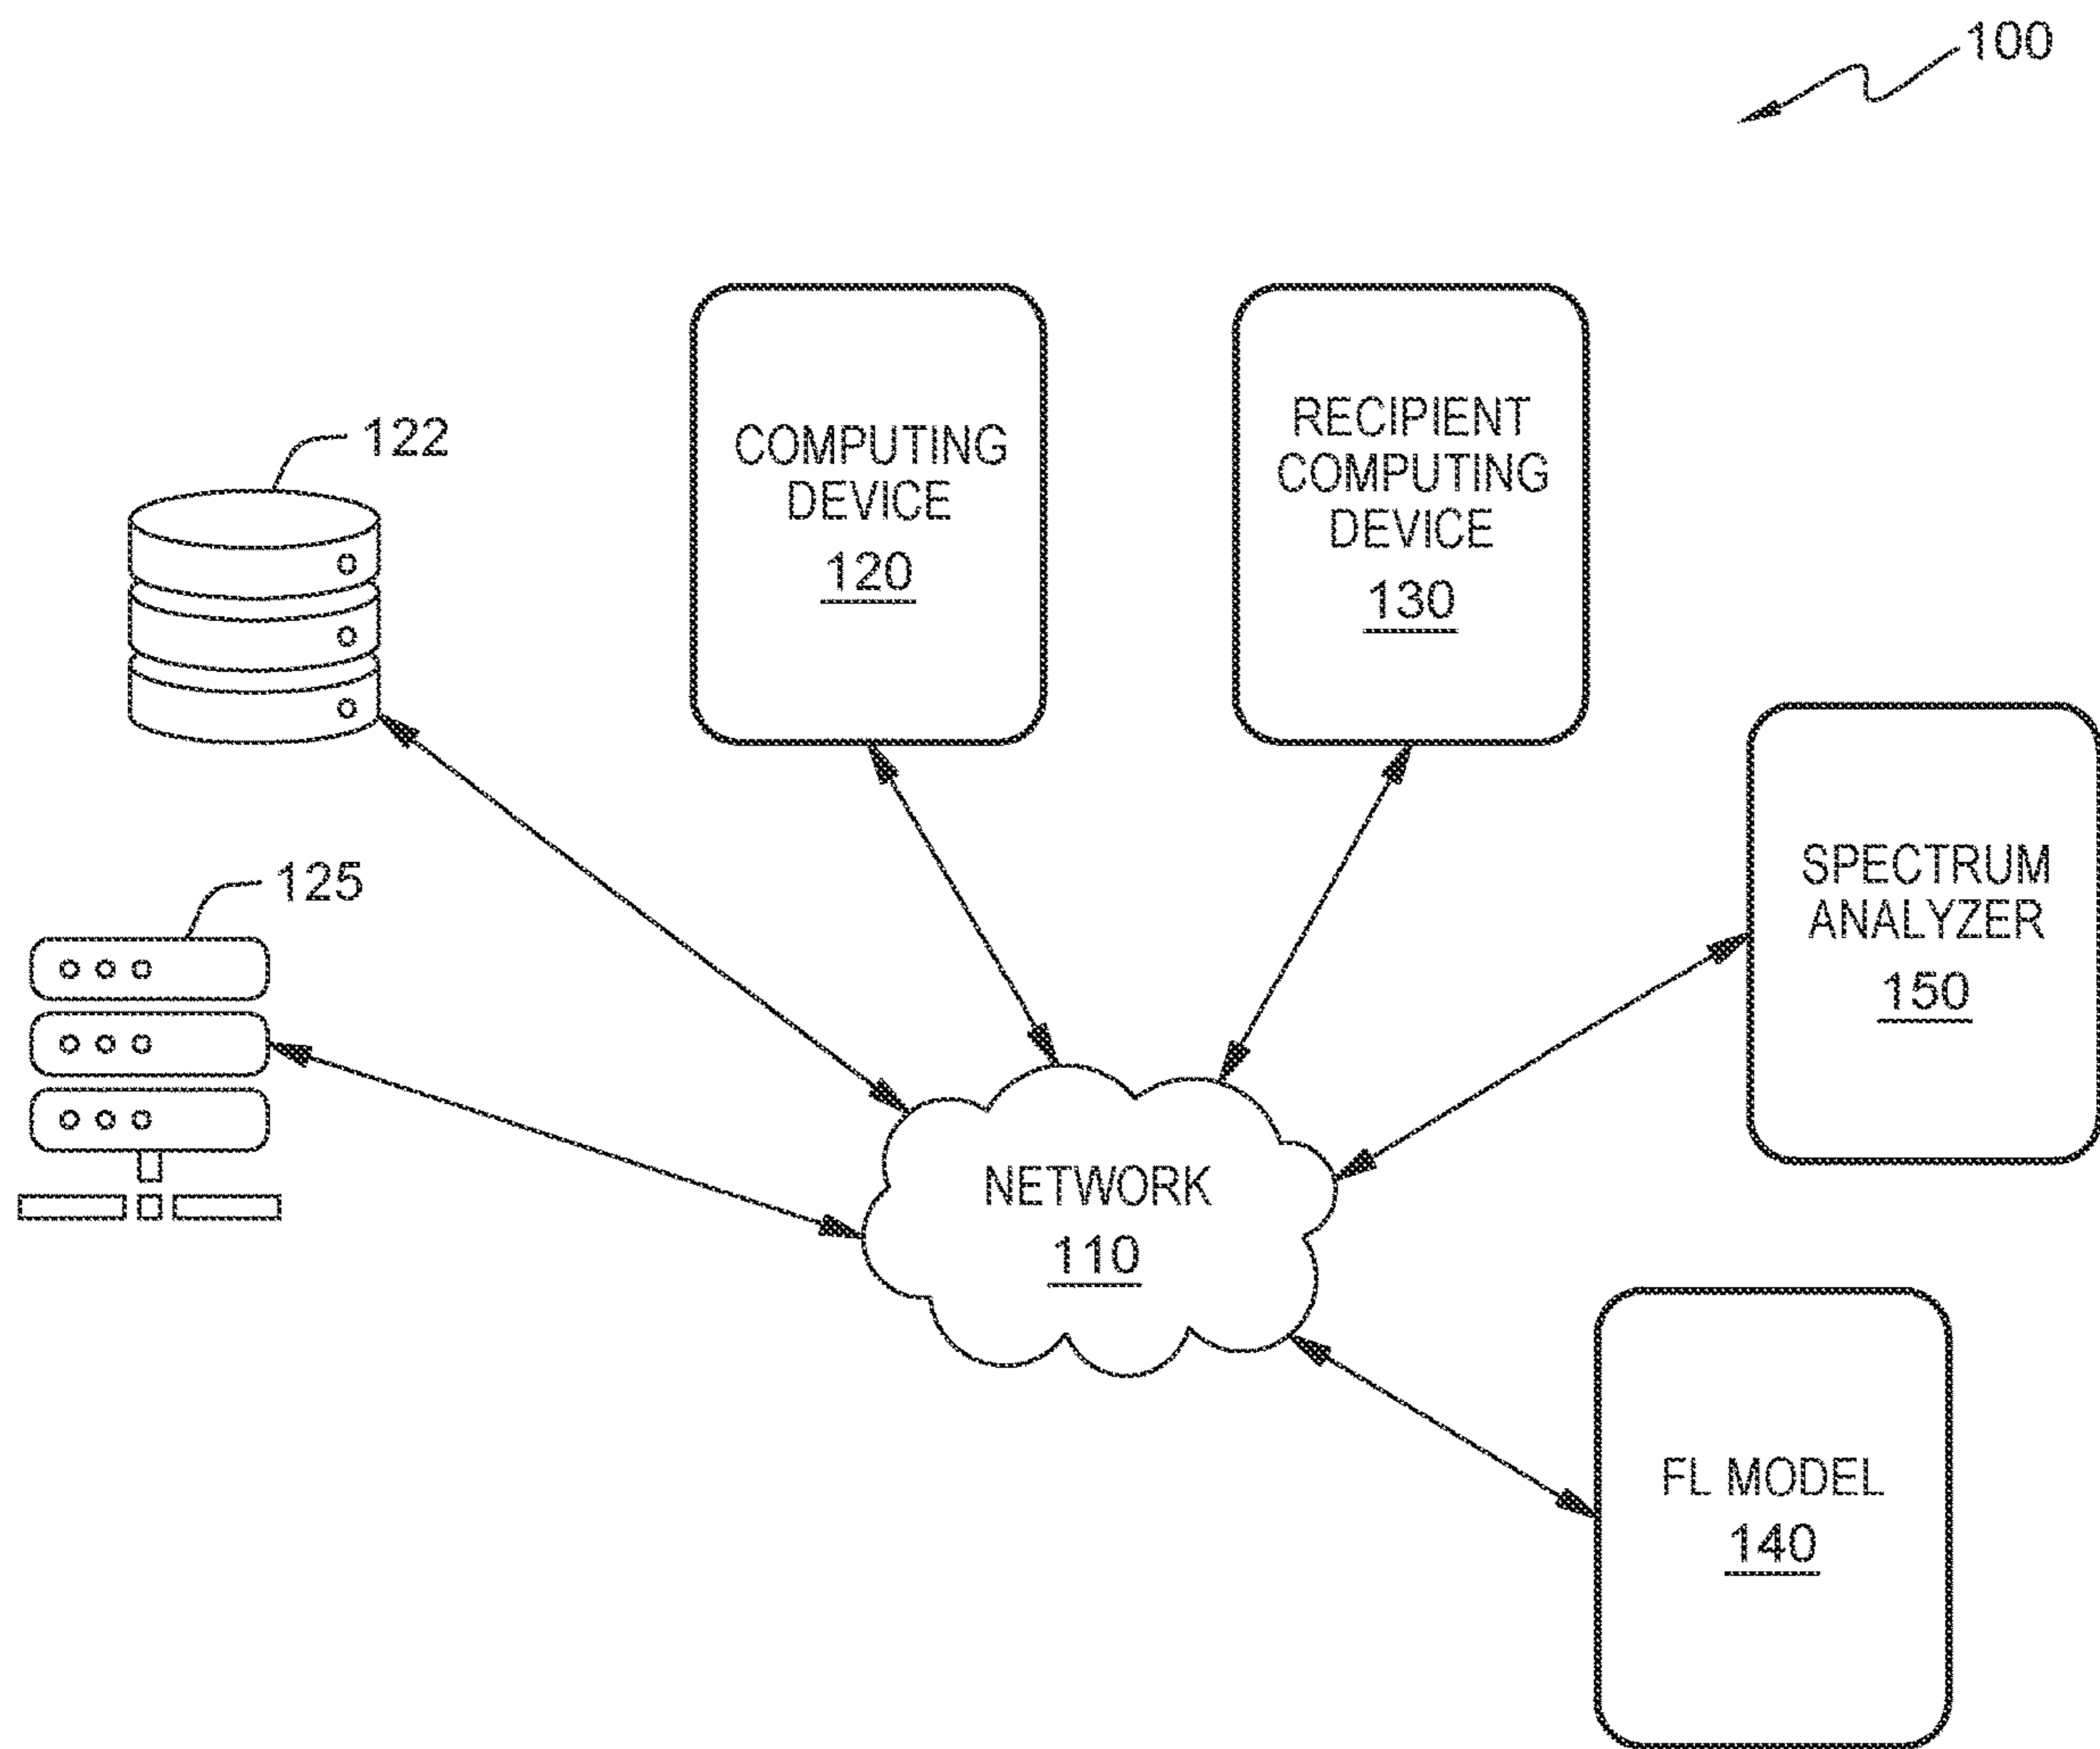 100
122
COMPUTING
DEVICE
120
RECIPIENT
COMPUTING
DEVICE
130
125
SPECTRUM
ANALYZER
150
NETWORK
110
FL MODEL
140